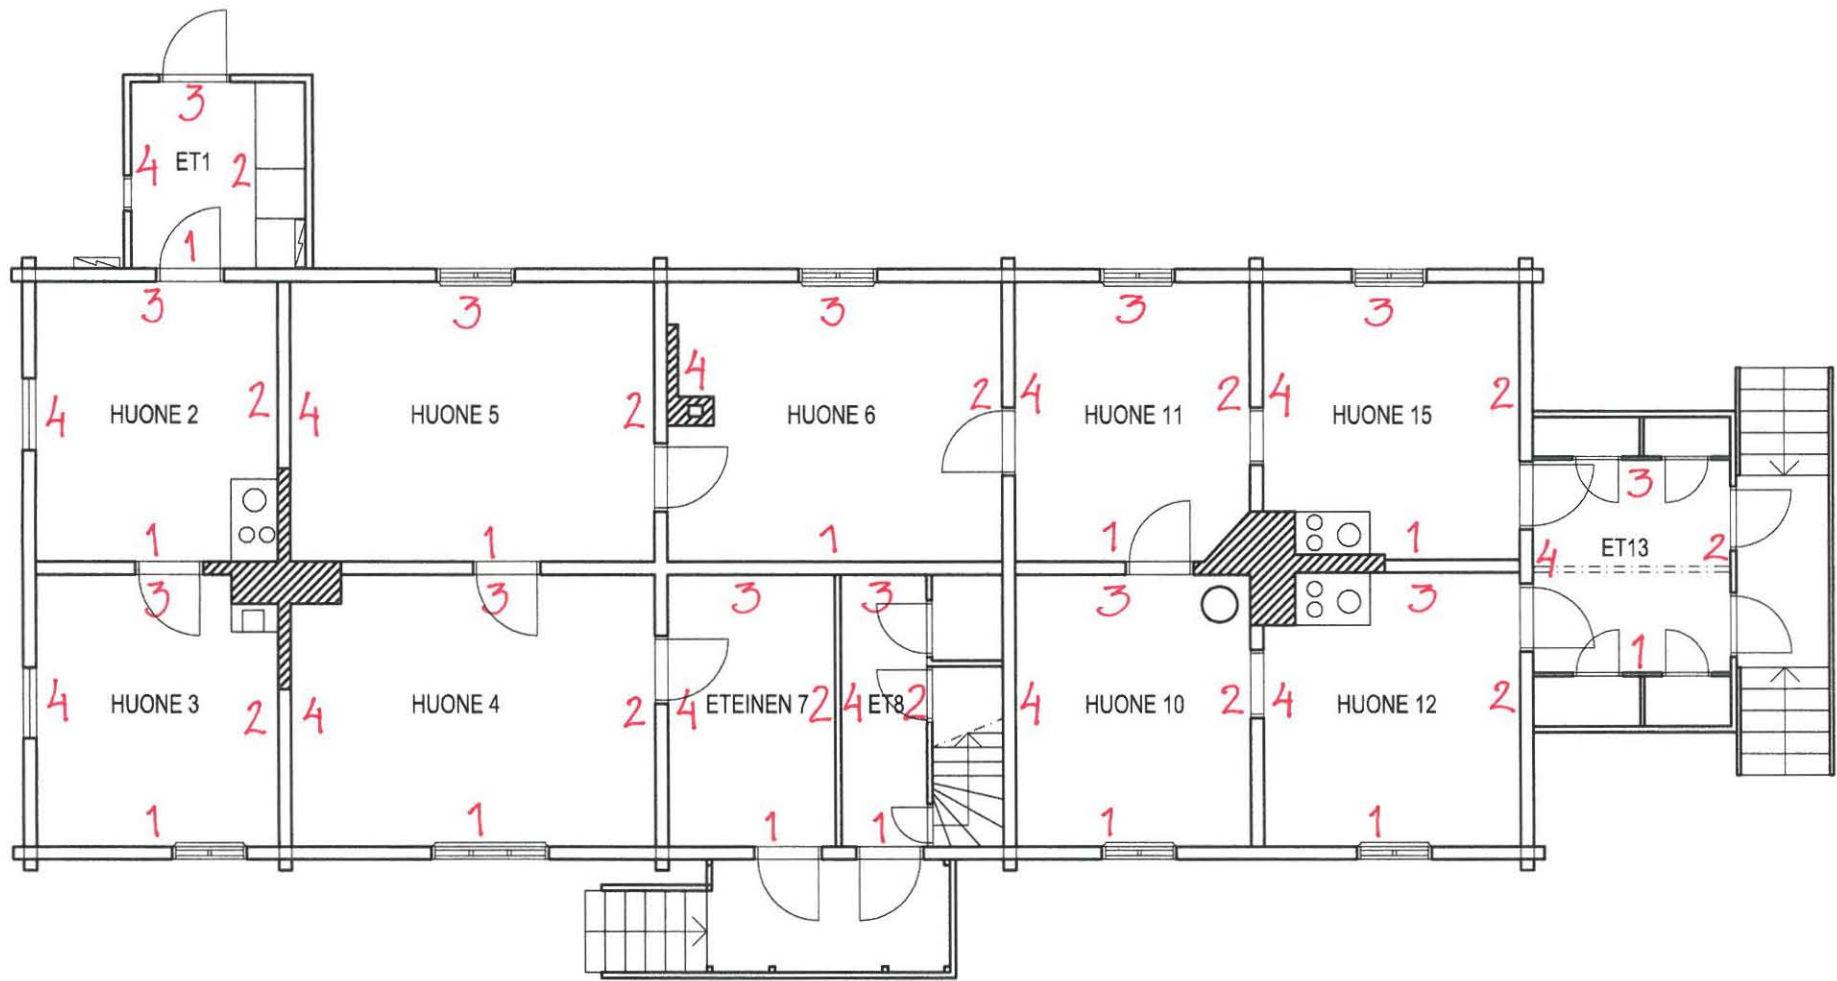 3
4 ET1 2
1
3 3 3 3 3
4 HUONE 2 2 4 HUONE 5 2 4 HUONE 6 2 4 HUONE 11 2 4 HUONE 15 2
3
1 1 1 1 1 4 ET13 2
3 3 3 3 3 3
1
4 HUONE 3 2 4 HUONE 4 2 4 ETEINEN 7 2 4 ET8 2 4 HUONE 10 2 4 HUONE 12 2
1 1 1 1 1 1